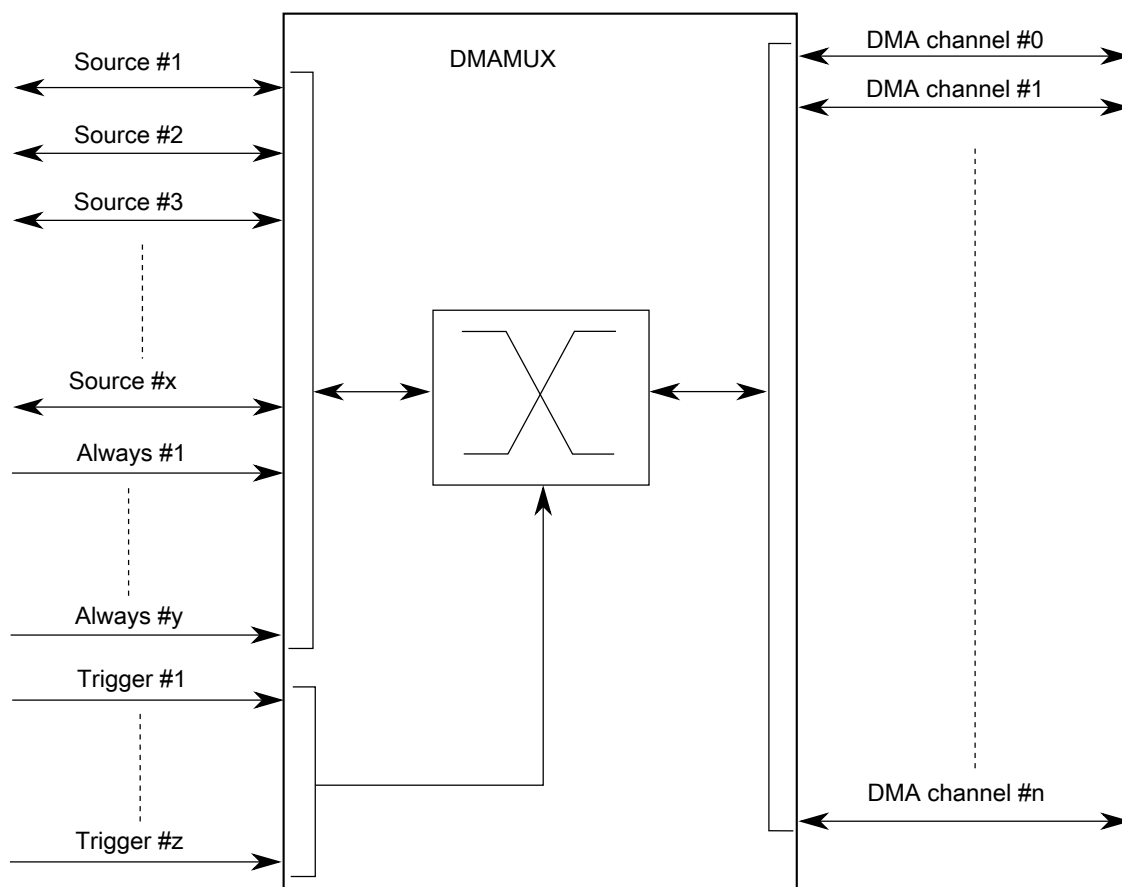 DMAMUX
Source #1
Source #2
Source #3
Source #x
Always #1
Always #y
Trigger #1
Trigger #z
DMA channel #0
DMA channel #1
DMA channel #n